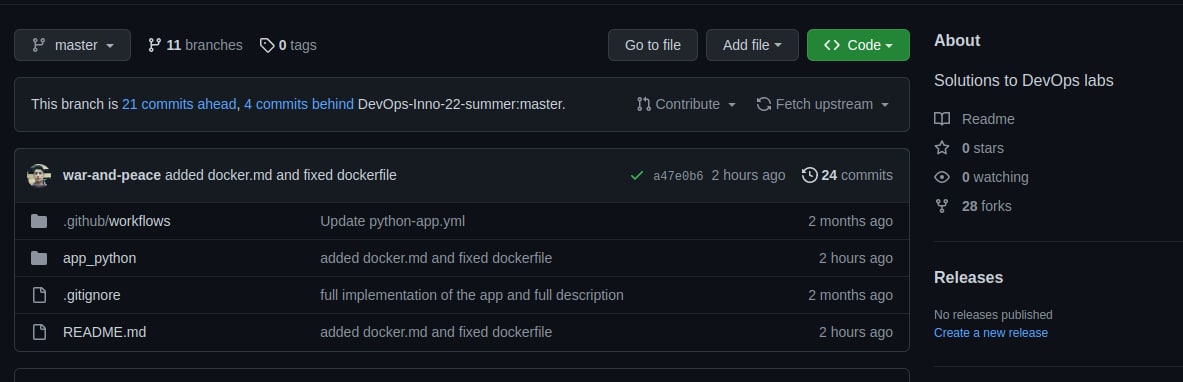 master 11 branches 0 tags Go to file Add file Code
This branch is 21 commits ahead, 4 commits behind DevOps-Inno-22-summer:master. Contribute Fetch upstream
war-and-peace added docker.md and fixed dockerfile a47e0b6 2 hours ago 24 commits
.github/workflows Update python-app.yml 2 months ago
app_python added docker.md and fixed dockerfile 2 hours ago
.gitignore full implementation of the app and full description 2 months ago
README.md added docker.md and fixed dockerfile 2 hours ago
About
Solutions to DevOps labs
Readme
0 stars
0 watching
28 forks
Releases
No releases published
Create a new release